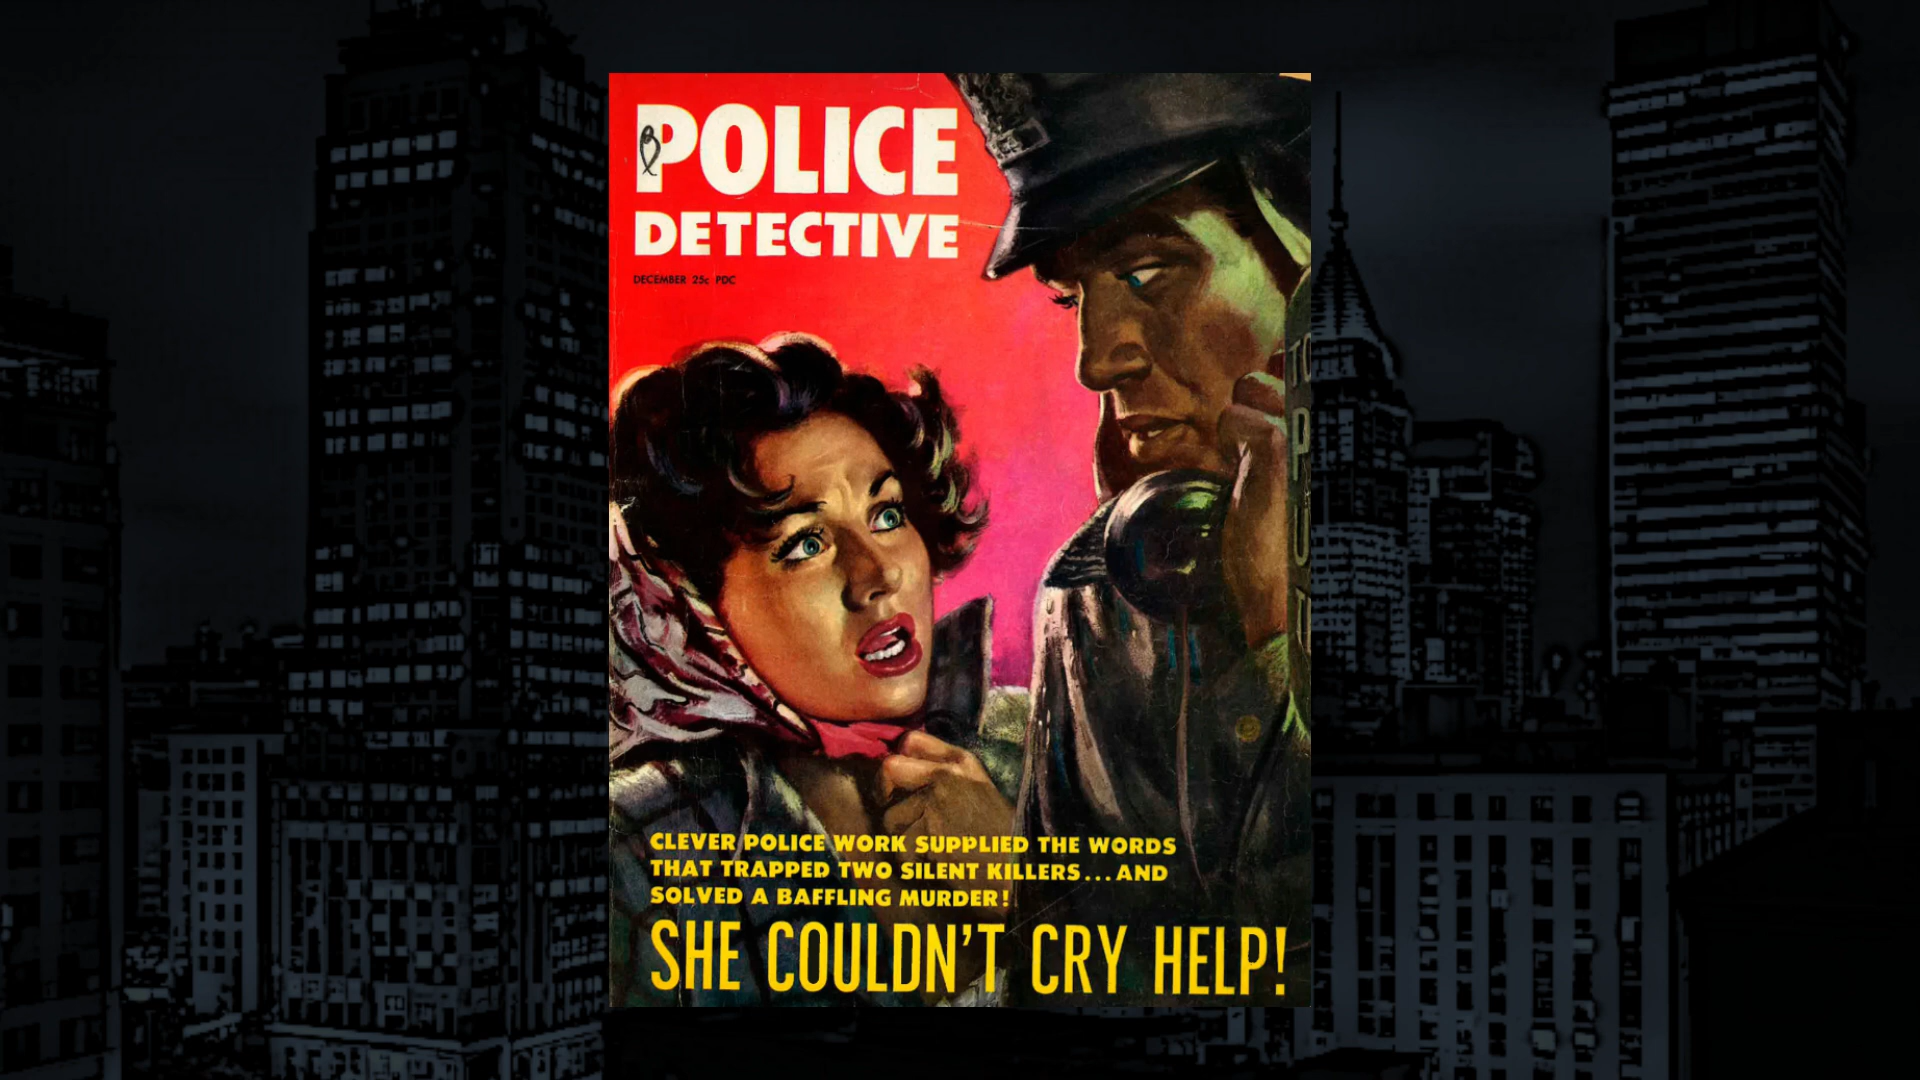 POLICE
DETECTIVE
DECEMBER 25c PDC
CLEVER POLICE WORK SUPPLIED THE WORDS
THAT TRAPPED TWO SILENT KILLERS...AND
SOLVED A BAFFLING MURDER!
SHE COULDN'T CRY HELP!